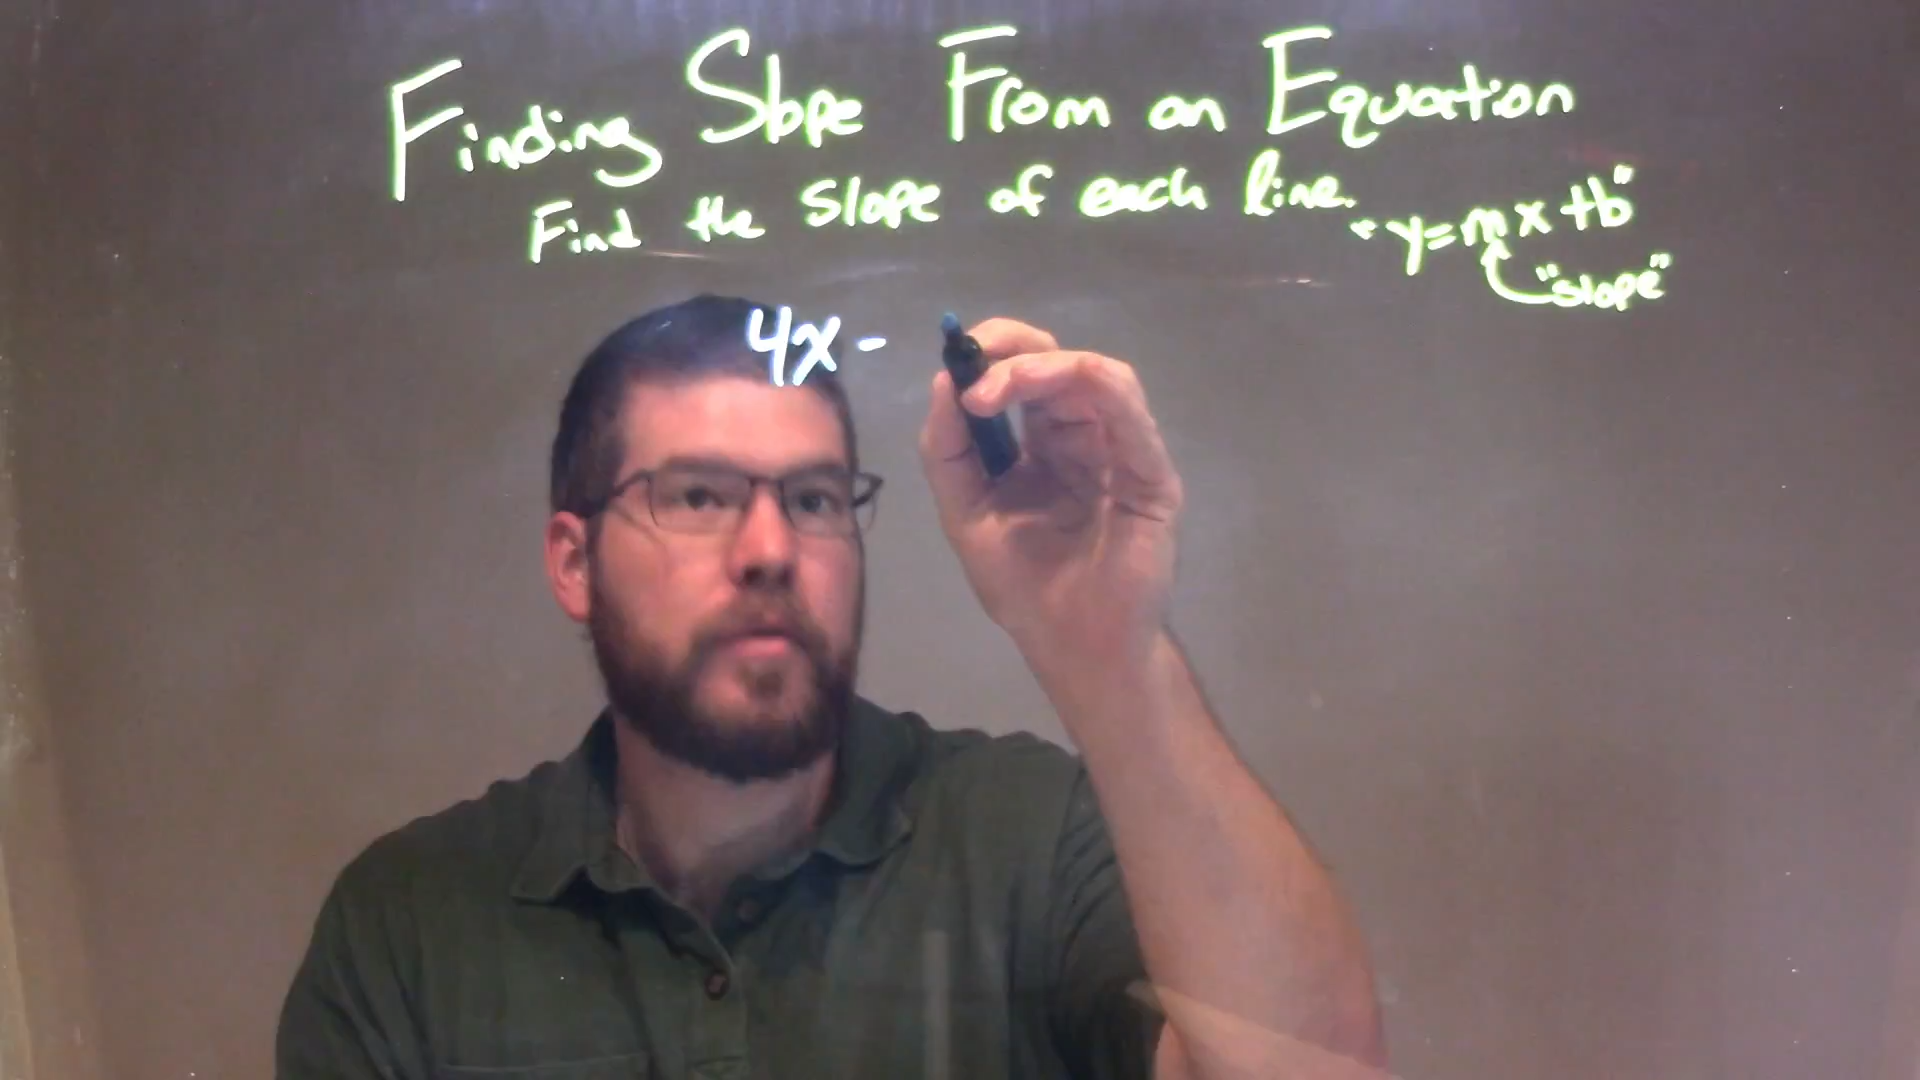 Finding Slope From an Equation
Find the slope of each line.
"y=mx+b"
"slope"
4x-